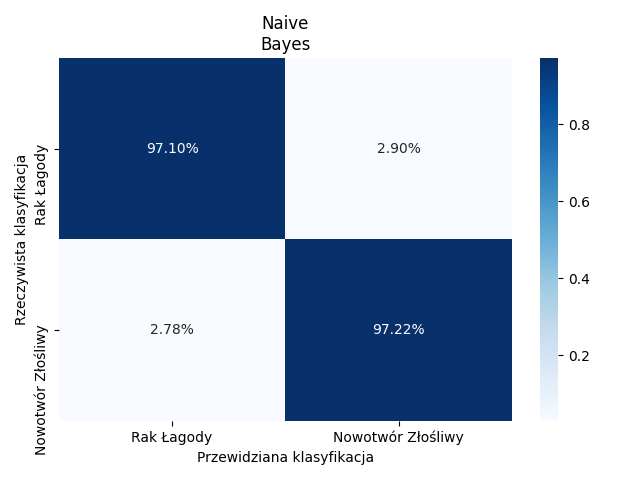 Naive
Bayes
Rzeczywista klasyfikacja
Rak Łagody
Nowotwór Złośliwy
97.10%
2.90%
2.78%
97.22%
Rak Łagody
Nowotwór Złośliwy
Przewidziana klasyfikacja
0.8
0.6
0.4
0.2